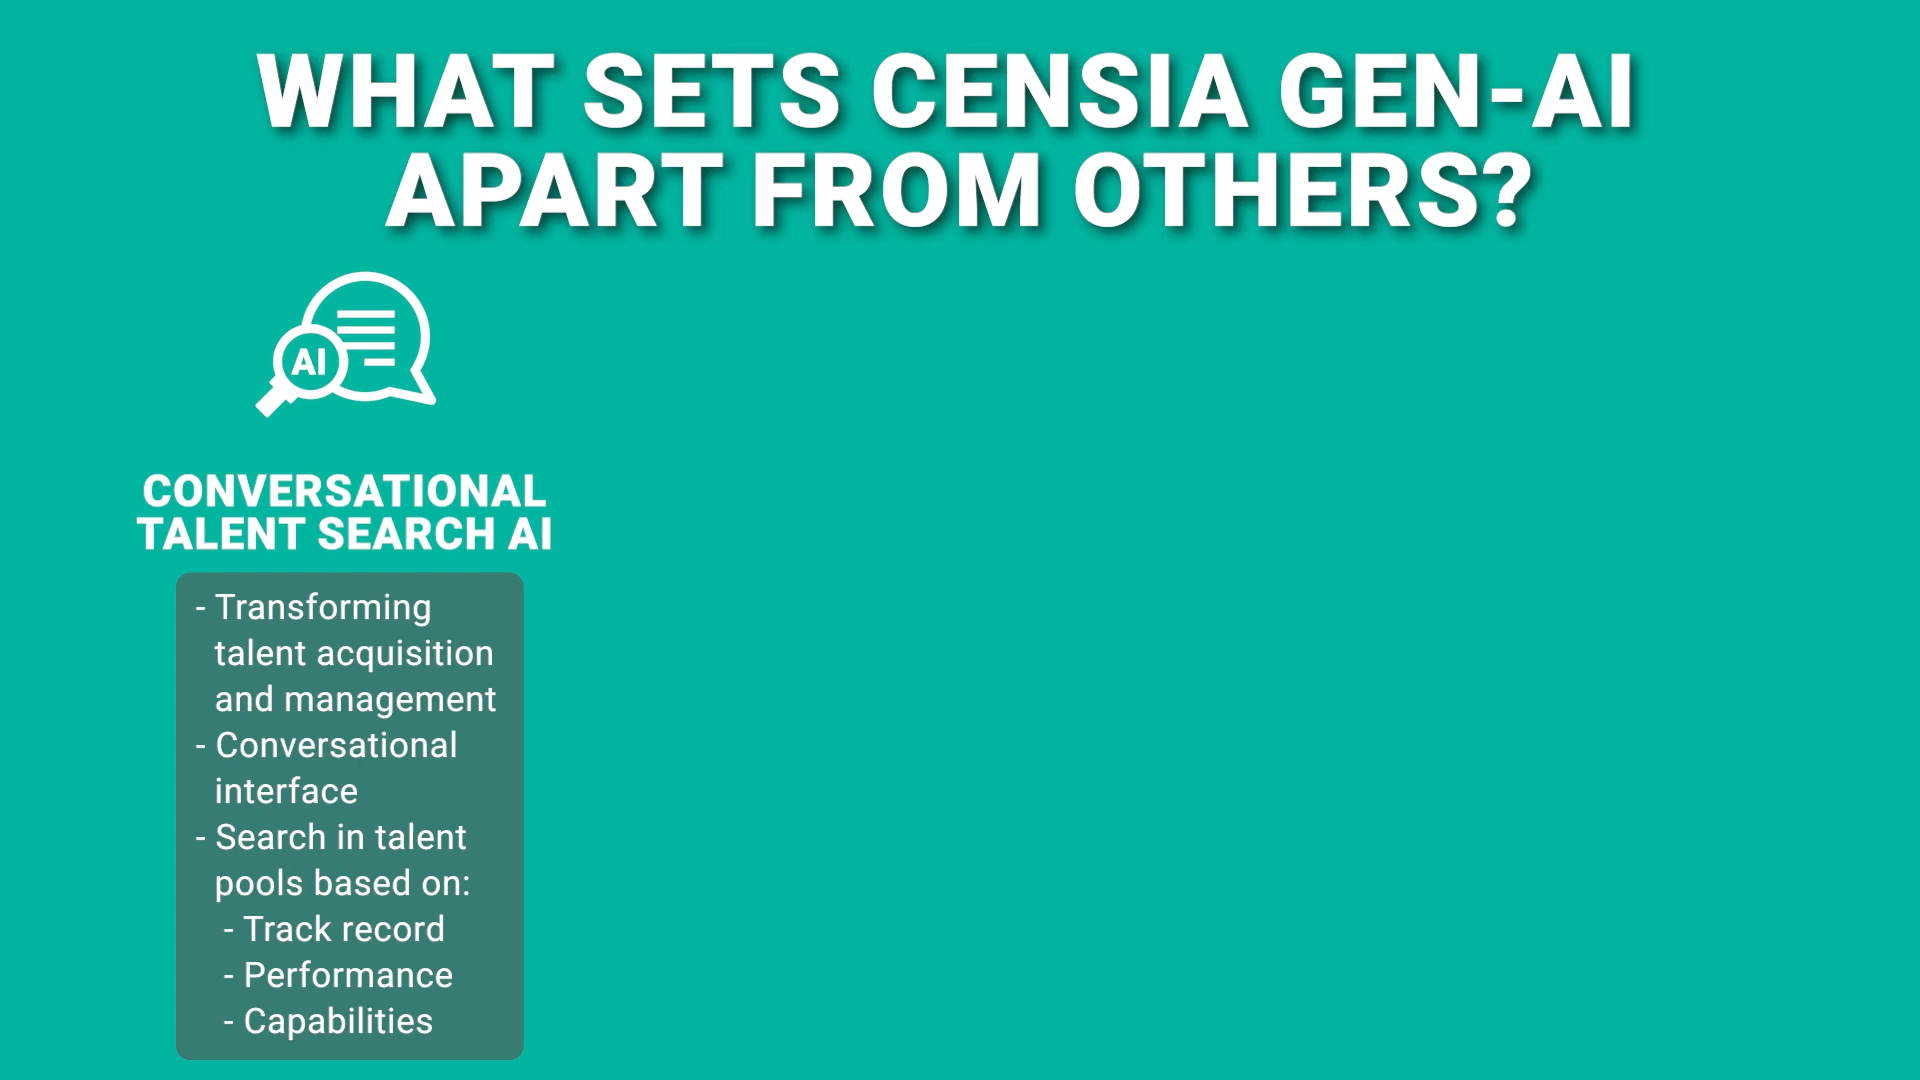 WHAT SETS CENSIA GEN-AI
APART FROM OTHERS?
AI
CONVERSATIONAL
TALENT SEARCH AI
- Transforming
talent acquisition
and management
- Conversational
interface
- Search in talent
pools based on:
- Track record
- Performance
- Capabilities